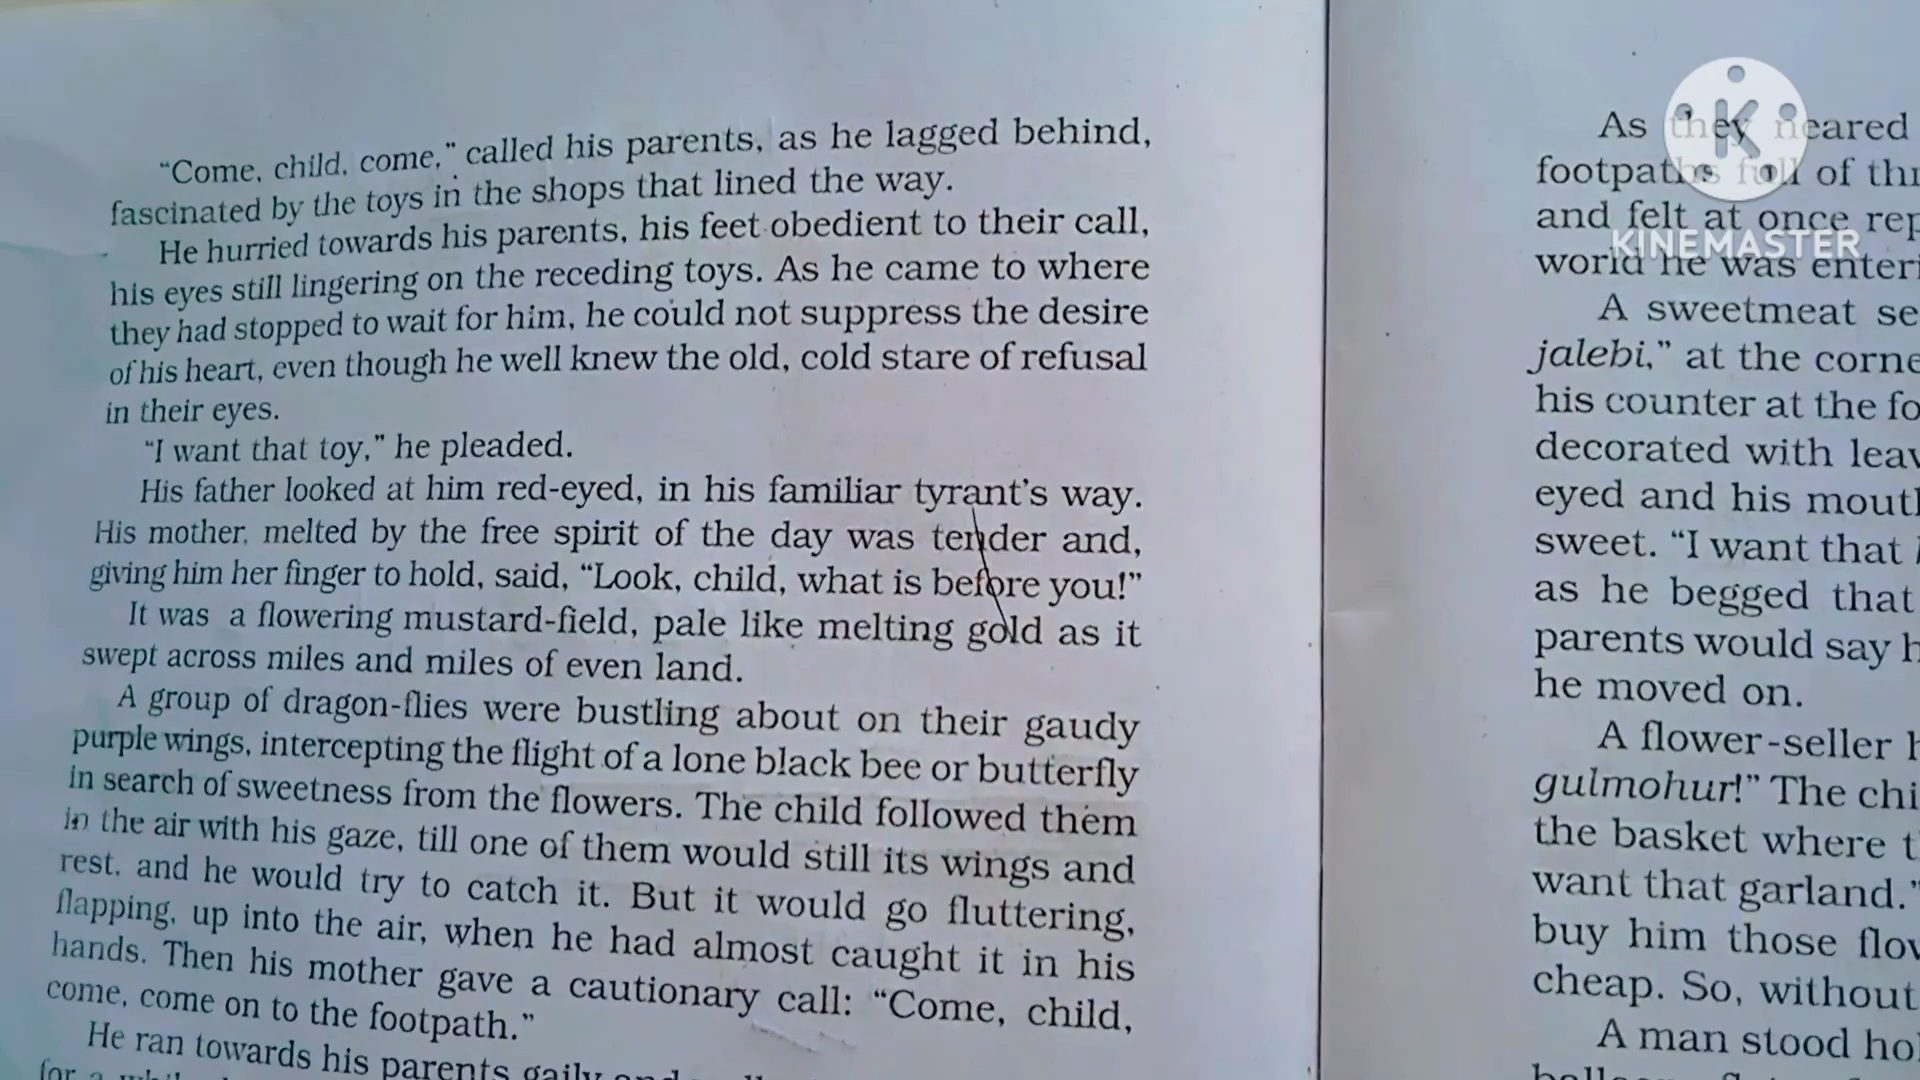 “Come, child, come,” called his parents, as he lagged behind,
fascinated by the toys in the shops that lined the way.
He hurried towards his parents, his feet obedient to their call,
his eyes still lingering on the receding toys. As he came to where
they had stopped to wait for him, he could not suppress the desire
of his heart, even though he well knew the old, cold stare of refusal
in their eyes.
“I want that toy,” he pleaded.
His father looked at him red-eyed, in his familiar tyrant’s way.
His mother, melted by the free spirit of the day was tender and,
giving him her finger to hold, said, “Look, child, what is before you!”
It was a flowering mustard-field, pale like melting gold as it
swept across miles and miles of even land.
A group of dragon-flies were bustling about on their gaudy
purple wings, intercepting the flight of a lone black bee or butterfly
in search of sweetness from the flowers. The child followed them
in the air with his gaze, till one of them would still its wings and
rest, and he would try to catch it. But it would go fluttering,
flapping, up into the air, when he had almost caught it in his
hands. Then his mother gave a cautionary call: “Come, child,
come, come on to the footpath.”
He ran towards his parents gaily and
for a
As they neared
footpaths full of
and felt at once
world he was
A sweetmeat
jalebi,” at the
his counter at the
decorated with
eyed and his
sweet. “I want that
as he begged that
parents would say
he moved on.
A flower-seller
gulmohur!” The
the basket where
want that garland.”
buy him those
cheap. So, without
A man stood
K
KINEMASTER